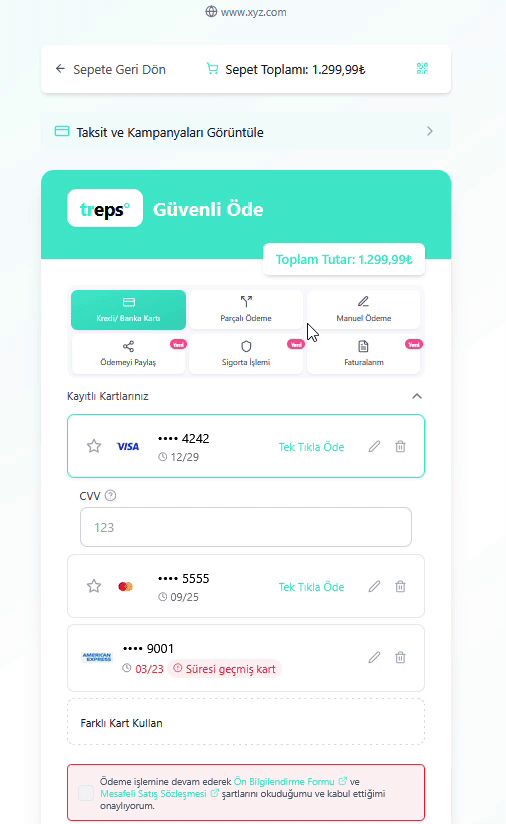 www.xyz.com
Sepete Geri Dön
Sepet Toplamı: 1.299,99₺
Taksit ve Kampanyaları Görüntüle
treps° Güvenli Öde
Toplam Tutar: 1.299,99₺
Kredi/ Banka Kartı
Parçalı Ödeme
Manuel Ödeme
Ödemeyi Paylaş
Yeni
Sigorta İşlemi
Yeni
Faturalarım
Yeni
Kayıtlı Kartlarınız
VISA
•••• 4242
12/29
Tek Tıkla Öde
CVV
123
•••• 5555
09/25
Tek Tıkla Öde
AMERICAN
EXPRESS
•••• 9001
03/23 Süresi geçmiş kart
Farklı Kart Kullan
Ödeme işlemine devam ederek Ön Bilgilendirme Formu ve
Mesafeli Satış Sözleşmesi şartlarını okuduğumu ve kabul ettiğimi
onaylıyorum.